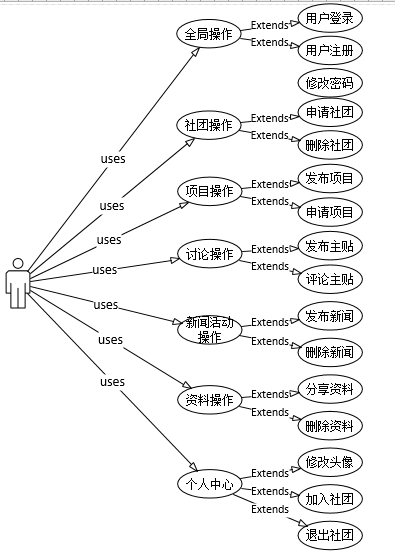 用户登录
全局操作
Extends
Extends
用户注册
修改密码
uses
社团操作
Extends
申请社团
Extends
删除社团
uses
项目操作
Extends
发布项目
Extends
申请项目
uses
讨论操作
Extends
发布主贴
Extends
评论主贴
uses
新闻活动
操作
Extends
发布新闻
Extends
删除新闻
uses
资料操作
Extends
分享资料
Extends
删除资料
uses
个人中心
Extends
修改头像
Extends
加入社团
Extends
退出社团
uses